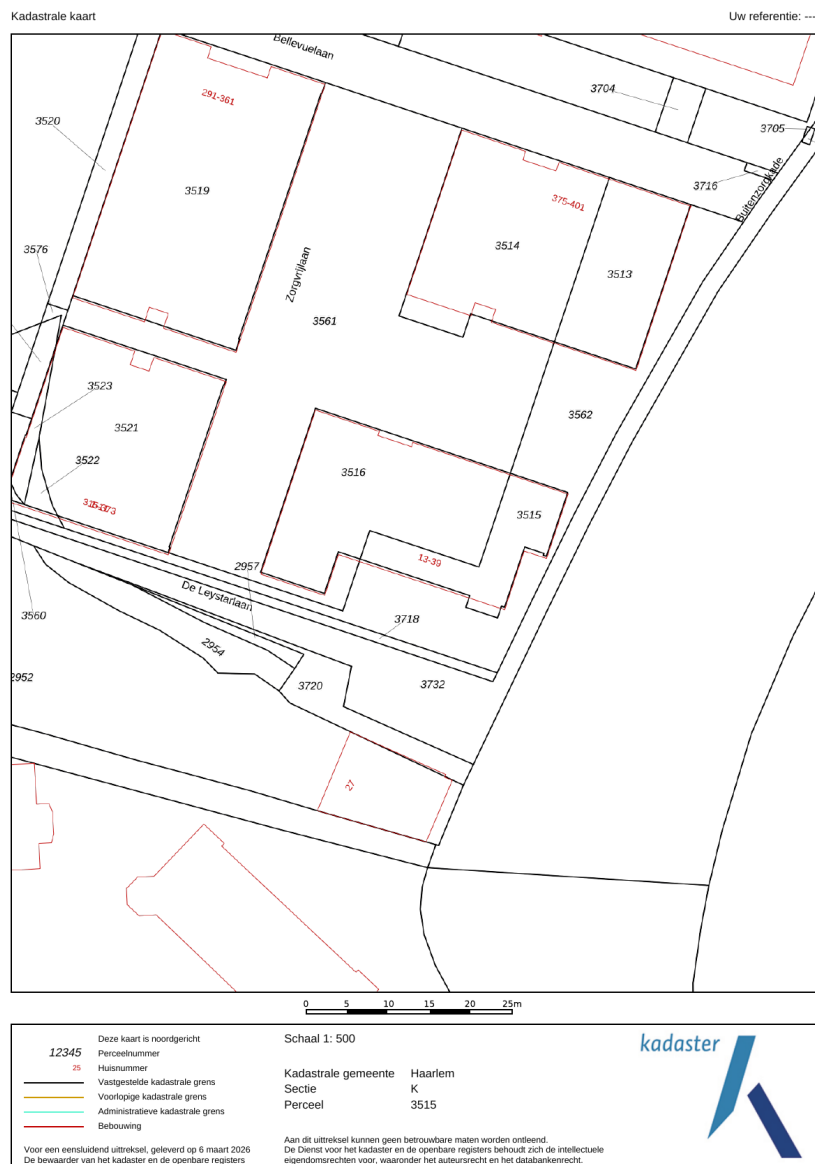 Kadastrale kaart
Uw referentie: ---
Bellevuelaan
291-361
3704
3520
3705
3519
3716
Buitenzorgkade
375-401
3576
3514
Zorgvrijlaan
3513
3561
3523
3562
3521
3522
3516
3515
13-39
2957
De Leystarlaan
3560
3718
2954
2952
3720
3732
27
0 5 10 15 20 25m
Deze kaart is noordgericht
12345 Perceelnummer
25 Huisnummer
Vastgestelde kadastrale grens
Voorlopige kadastrale grens
Administratieve kadastrale grens
Bebouwing
Voor een eensluidend uittreksel, geleverd op 6 maart 2026
De bewaarder van het kadaster en de openbare registers
Schaal 1: 500
Kadastrale gemeente Haarlem
Sectie K
Perceel 3515
Aan dit uittreksel kunnen geen betrouwbare maten worden ontleend.
De Dienst voor het kadaster en de openbare registers behoudt zich de intellectuele
eigendomsrechten voor, waaronder het auteursrecht en het databankenrecht.
kadaster